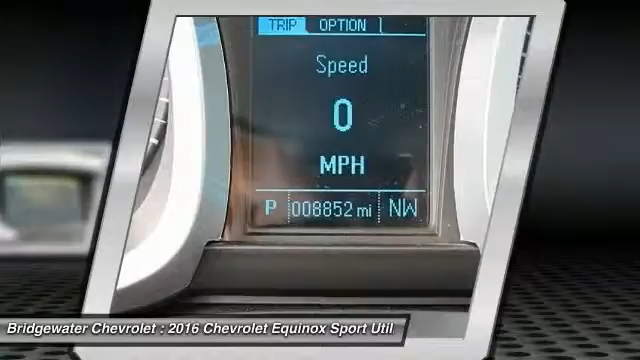 TRIP OPTION
Speed
0
MPH
P 008852 mi NW
Bridgewater Chevrolet : 2016 Chevrolet Equinox Sport Util